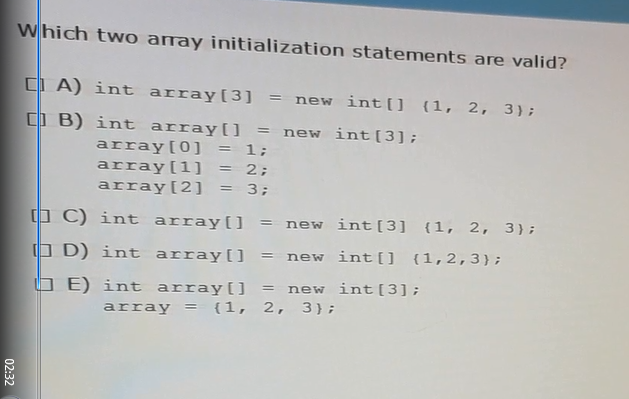 Which two array initialization statements are valid?
A) int array[3] = new int[] {1, 2, 3};
B) int array[] = new int[3];
array[0] = 1;
array[1] = 2;
array[2] = 3;
C) int array[] = new int[3] {1, 2, 3};
D) int array[] = new int[] {1,2,3};
E) int array[] = new int[3];
array = {1, 2, 3};
02:32